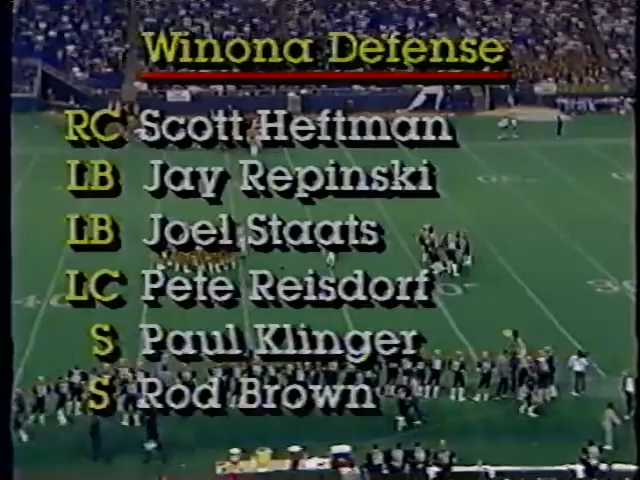 Winona Defense
RC Scott Heftman
LB Jay Repinski
LB Joel Staats
LC Pete Reisdorf
S Paul Klinger
S Rod Brown